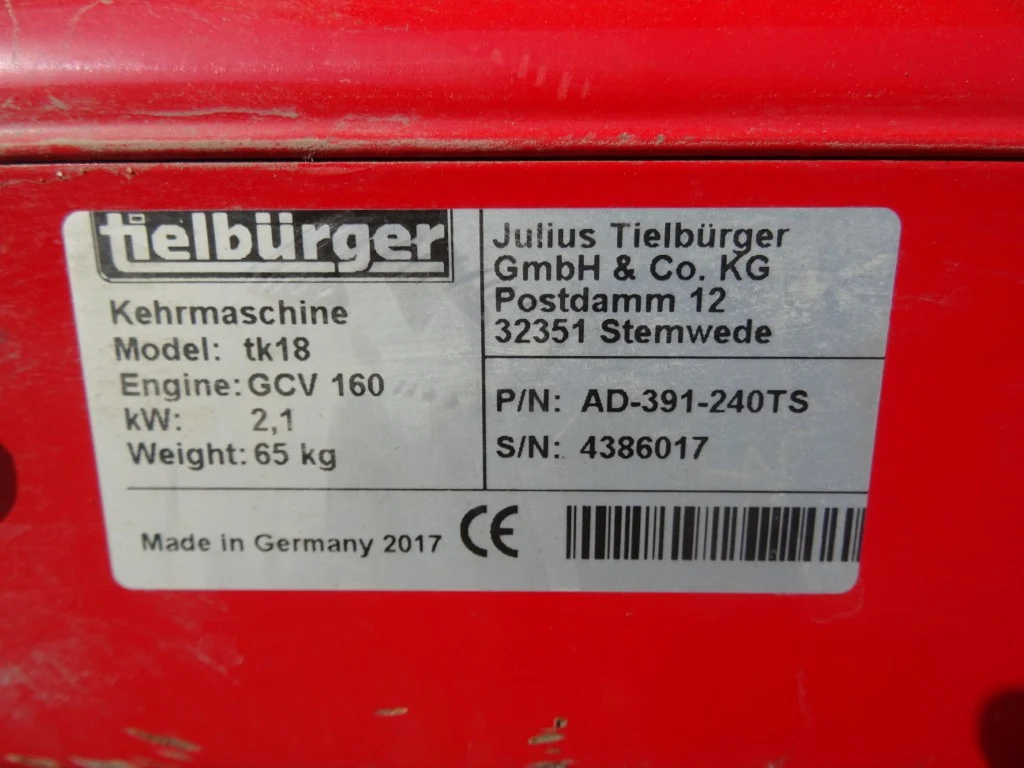 tielbürger
Kehrmaschine
Model: tk18
Engine: GCV 160
kW: 2,1
Weight: 65 kg
Julius Tielbürger
GmbH & Co. KG
Postdamm 12
32351 Stemwede
P/N: AD-391-240TS
S/N: 4386017
Made in Germany 2017 CE